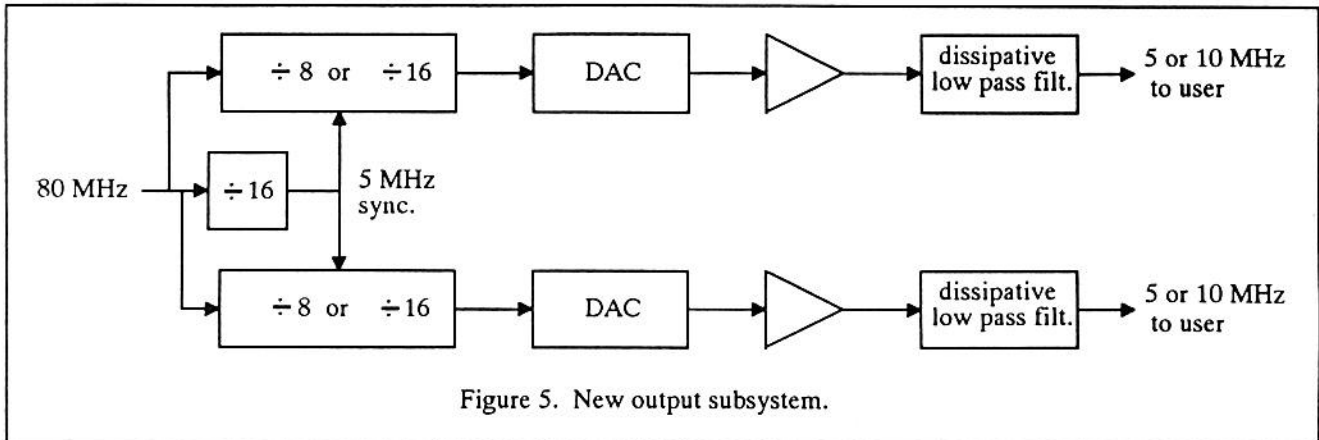 ÷ 8 or ÷ 16
DAC
dissipative
low pass filt.
5 or 10 MHz
to user
80 MHz
÷ 16
5 MHz
sync.
÷ 8 or ÷ 16
DAC
dissipative
low pass filt.
5 or 10 MHz
to user
Figure 5. New output subsystem.